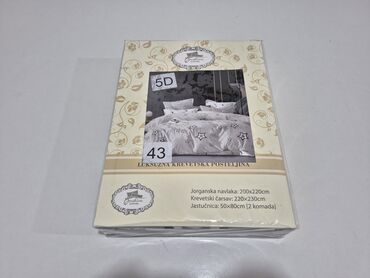 5D
43
LUKSUZNA KREVETSKA POSTELJINA
Jorganska navlaka: 200x220cm
Krevetski čaršav: 220x230cm
Jastučnica: 50x80cm (2 komada)